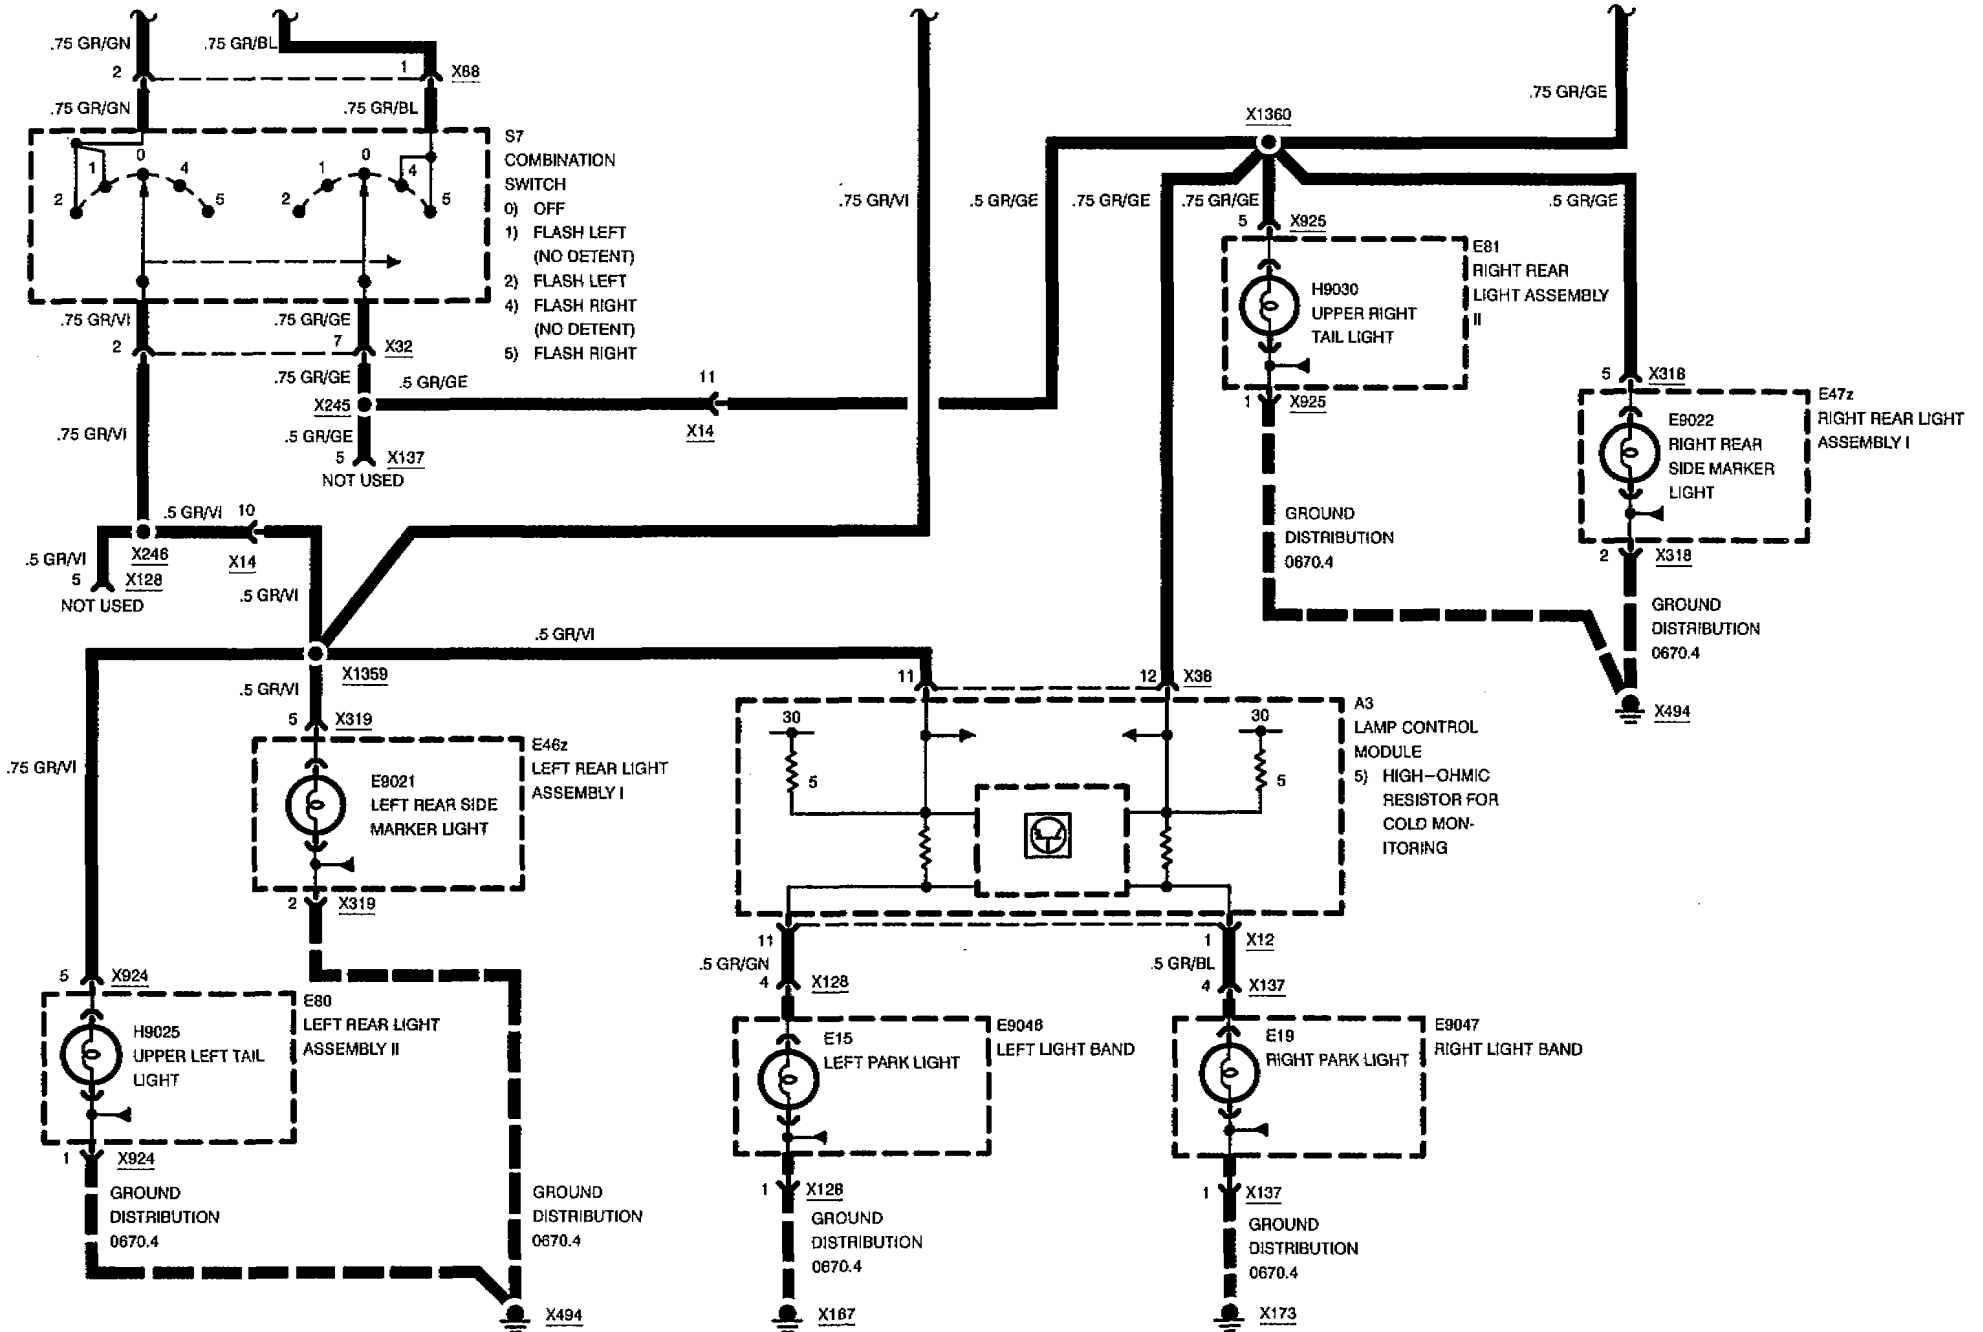 .75 GR/GN
.75 GR/BL
2
1
X88
.75 GR/GN
.75 GR/BL
S7
COMBINATION
SWITCH
0) OFF
1) FLASH LEFT
(NO DETENT)
2) FLASH LEFT
4) FLASH RIGHT
(NO DETENT)
5) FLASH RIGHT
0
1
4
2
5
0
1
4
2
5
.75 GR/VI
.75 GR/GE
2
7
X32
.75 GR/GE
.5 GR/GE
11
X245
X14
.75 GR/VI
.5 GR/GE
5
X137
NOT USED
.5 GR/VI
10
X246
X14
.5 GR/VI
5
X128
NOT USED
.5 GR/VI
.75 GR/VI
.5 GR/GE
.75 GR/GE
X1360
.75 GR/GE
.75 GR/GE
.5 GR/GE
5
X925
E81
RIGHT REAR
LIGHT ASSEMBLY
II
H9030
UPPER RIGHT
TAIL LIGHT
1
X925
5
X318
E47z
RIGHT REAR LIGHT
ASSEMBLY I
E9022
RIGHT REAR
SIDE MARKER
LIGHT
2
X318
GROUND
DISTRIBUTION
0670.4
GROUND
DISTRIBUTION
0670.4
X494
.5 GR/VI
X1359
.5 GR/VI
5
X319
E46z
LEFT REAR LIGHT
ASSEMBLY I
E9021
LEFT REAR SIDE
MARKER LIGHT
2
X319
.75 GR/VI
5
X924
E80
LEFT REAR LIGHT
ASSEMBLY II
H9025
UPPER LEFT TAIL
LIGHT
1
X924
GROUND
DISTRIBUTION
0670.4
GROUND
DISTRIBUTION
0670.4
X494
11
12
X38
A3
LAMP CONTROL
MODULE
5) HIGH-OHMIC
RESISTOR FOR
COLD MON-
ITORING
30
5
30
5
11
1
X12
.5 GR/GN
.5 GR/BL
4
X128
4
X137
E9046
LEFT LIGHT BAND
E15
LEFT PARK LIGHT
E9047
RIGHT LIGHT BAND
E19
RIGHT PARK LIGHT
1
X128
1
X137
GROUND
DISTRIBUTION
0670.4
GROUND
DISTRIBUTION
0670.4
X167
X173